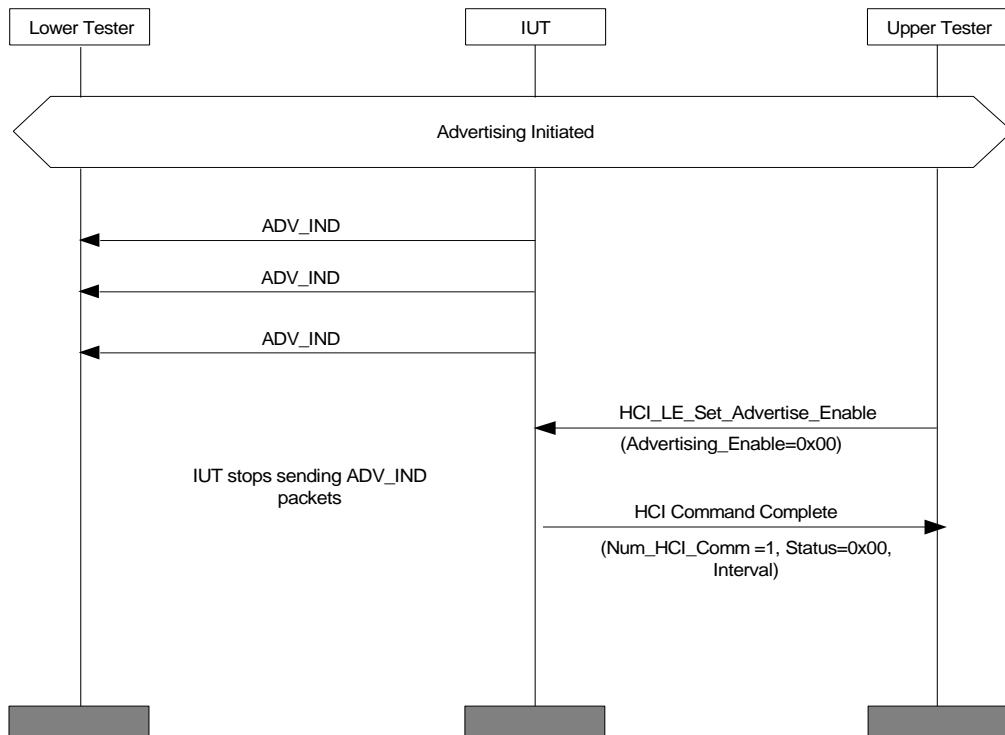 Lower Tester
IUT
Upper Tester
Advertising Initiated
ADV_IND
ADV_IND
ADV_IND
HCI_LE_Set_Advertise_Enable
(Advertising_Enable=0x00)
IUT stops sending ADV_IND
packets
HCI Command Complete
(Num_HCI_Comm =1, Status=0x00,
Interval)